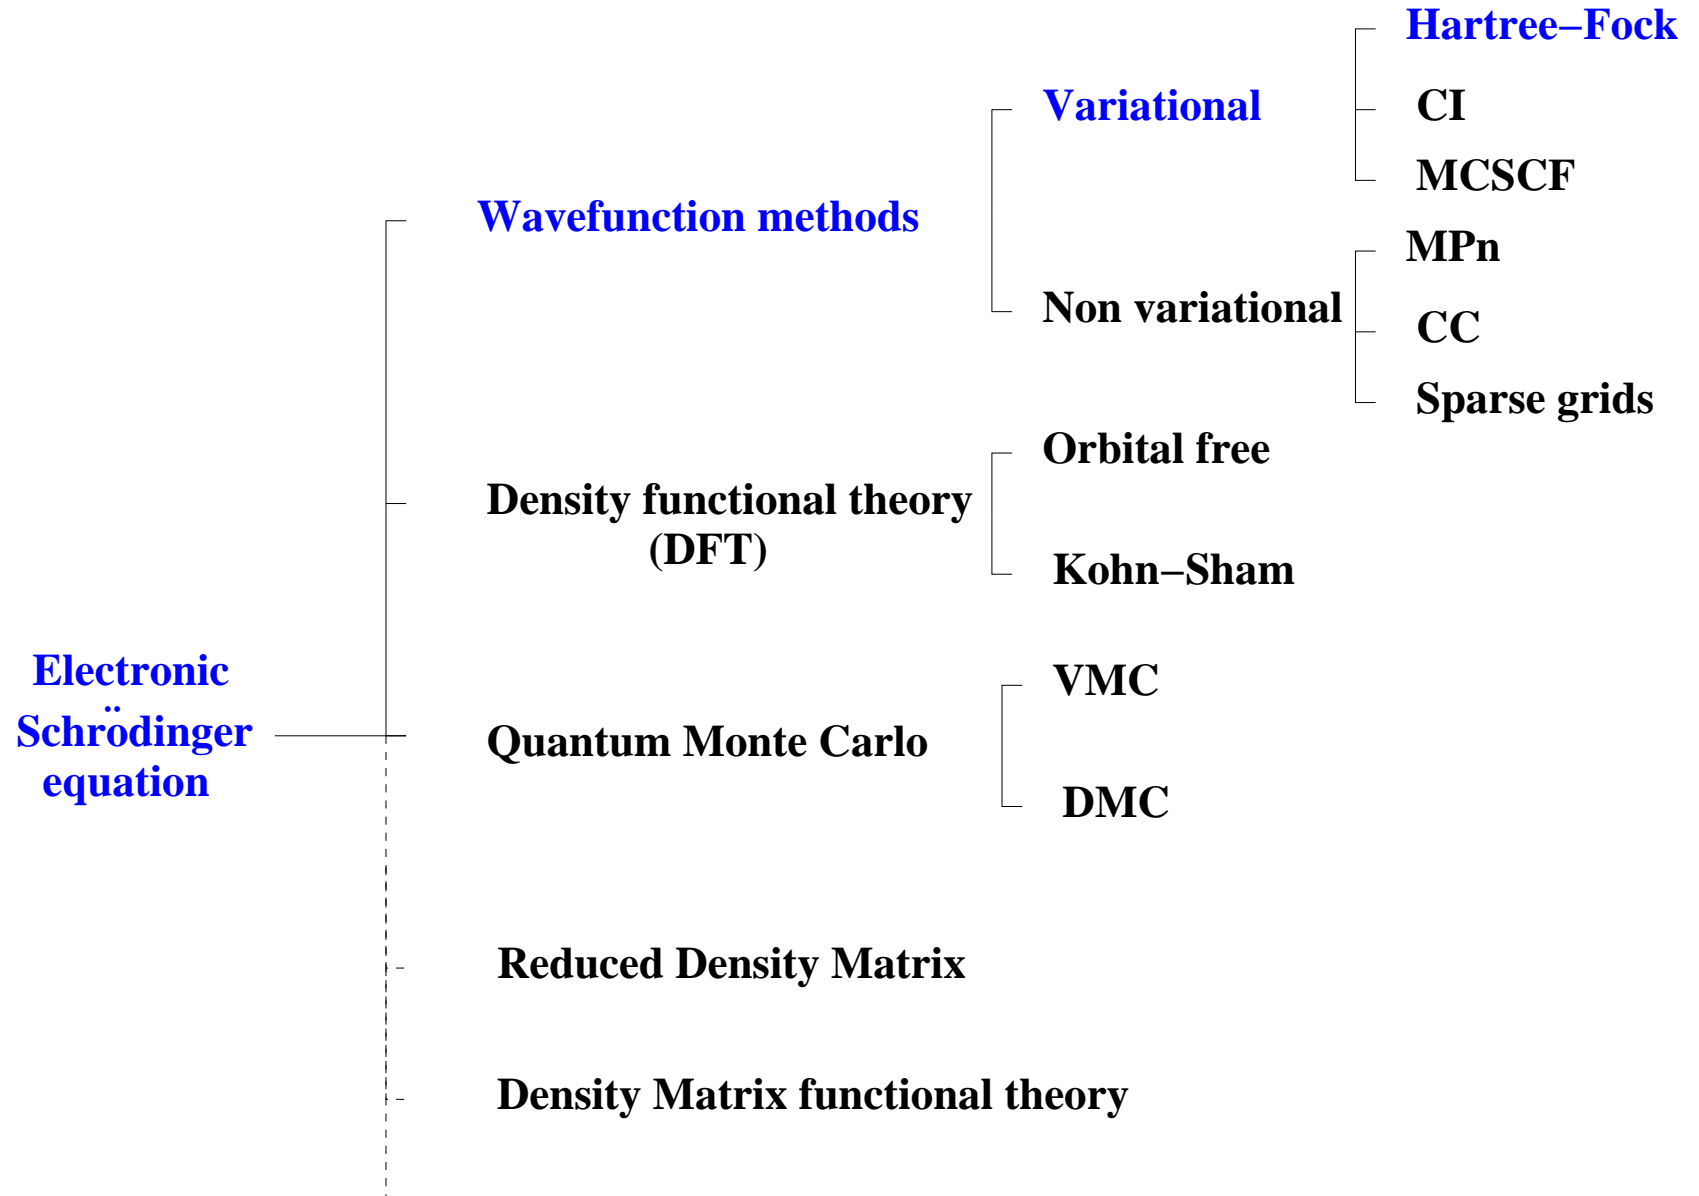 Hartree–Fock
Variational
CI
MCSCF
Wavefunction methods
MPn
Non variational
CC
Sparse grids
Orbital free
Density functional theory
(DFT)
Kohn–Sham
Electronic
Schrödinger
equation
VMC
Quantum Monte Carlo
DMC
Reduced Density Matrix
Density Matrix functional theory